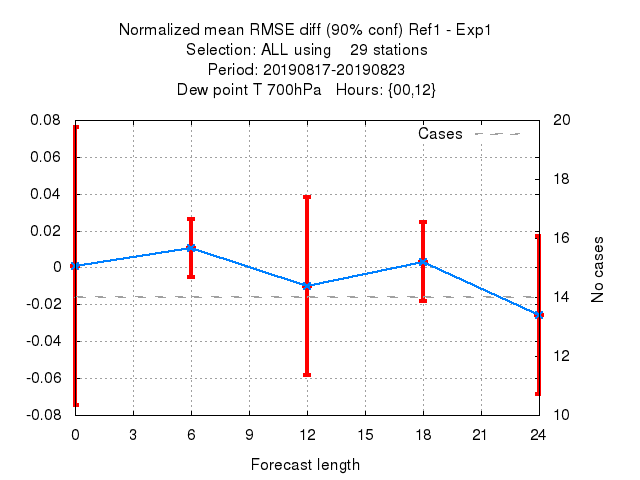 Normalized mean RMSE diff (90% conf) Ref1 - Exp1
Selection: ALL using    29 stations
Period: 20190817-20190823
Dew point T 700hPa   Hours: {00,12}
Cases
0.08
0.06
0.04
0.02
0
-0.02
-0.04
-0.06
-0.08
20
18
16
14
12
10
No cases
0 3 6 9 12 15 18 21 24
Forecast length